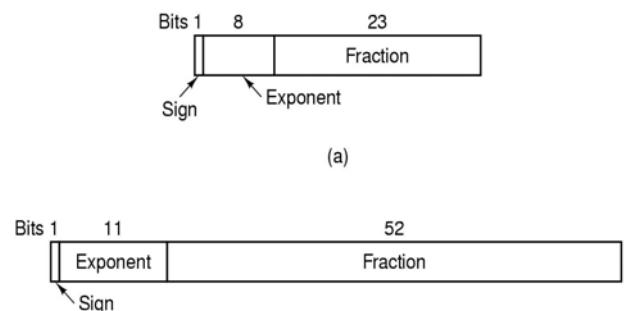 Bits 1 8 23
Fraction
Sign
Exponent
(a)
Bits 1 11 52
Exponent Fraction
Sign